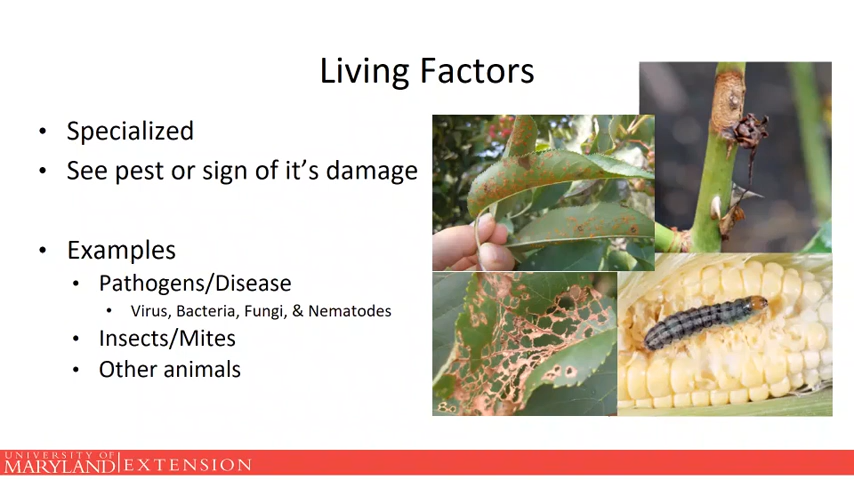 Living Factors
• Specialized
• See pest or sign of it's damage
• Examples
• Pathogens/Disease
• Virus, Bacteria, Fungi, & Nematodes
• Insects/Mites
• Other animals
UNIVERSITY OF
MARYLAND EXTENSION